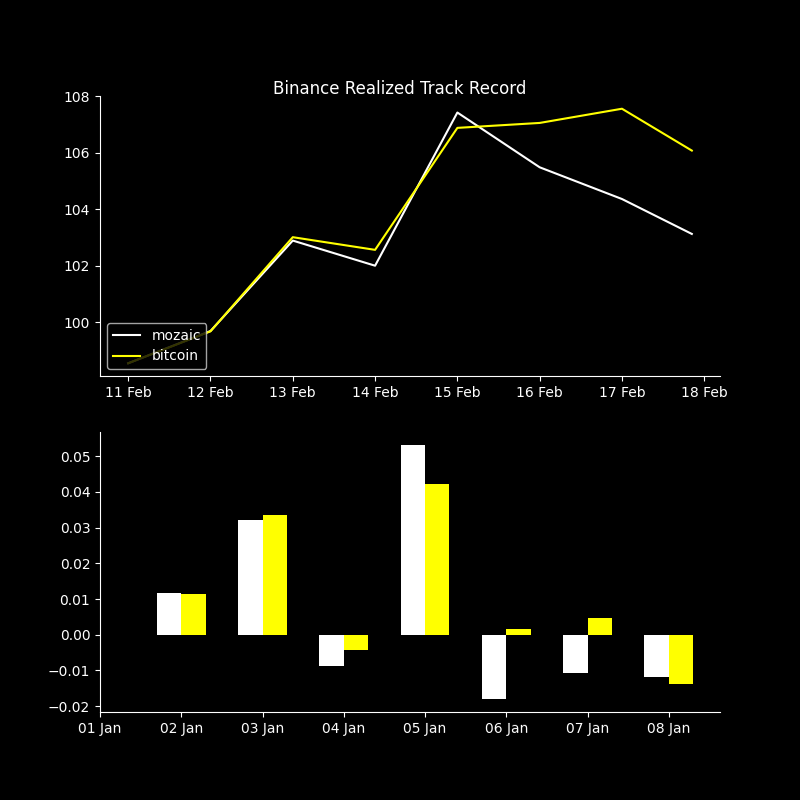 Binance Realized Track Record
108
106
104
102
100
mozaic
bitcoin
11 Feb 12 Feb 13 Feb 14 Feb 15 Feb 16 Feb 17 Feb 18 Feb
0.05
0.04
0.03
0.02
0.01
0.00
−0.01
−0.02
01 Jan 02 Jan 03 Jan 04 Jan 05 Jan 06 Jan 07 Jan 08 Jan